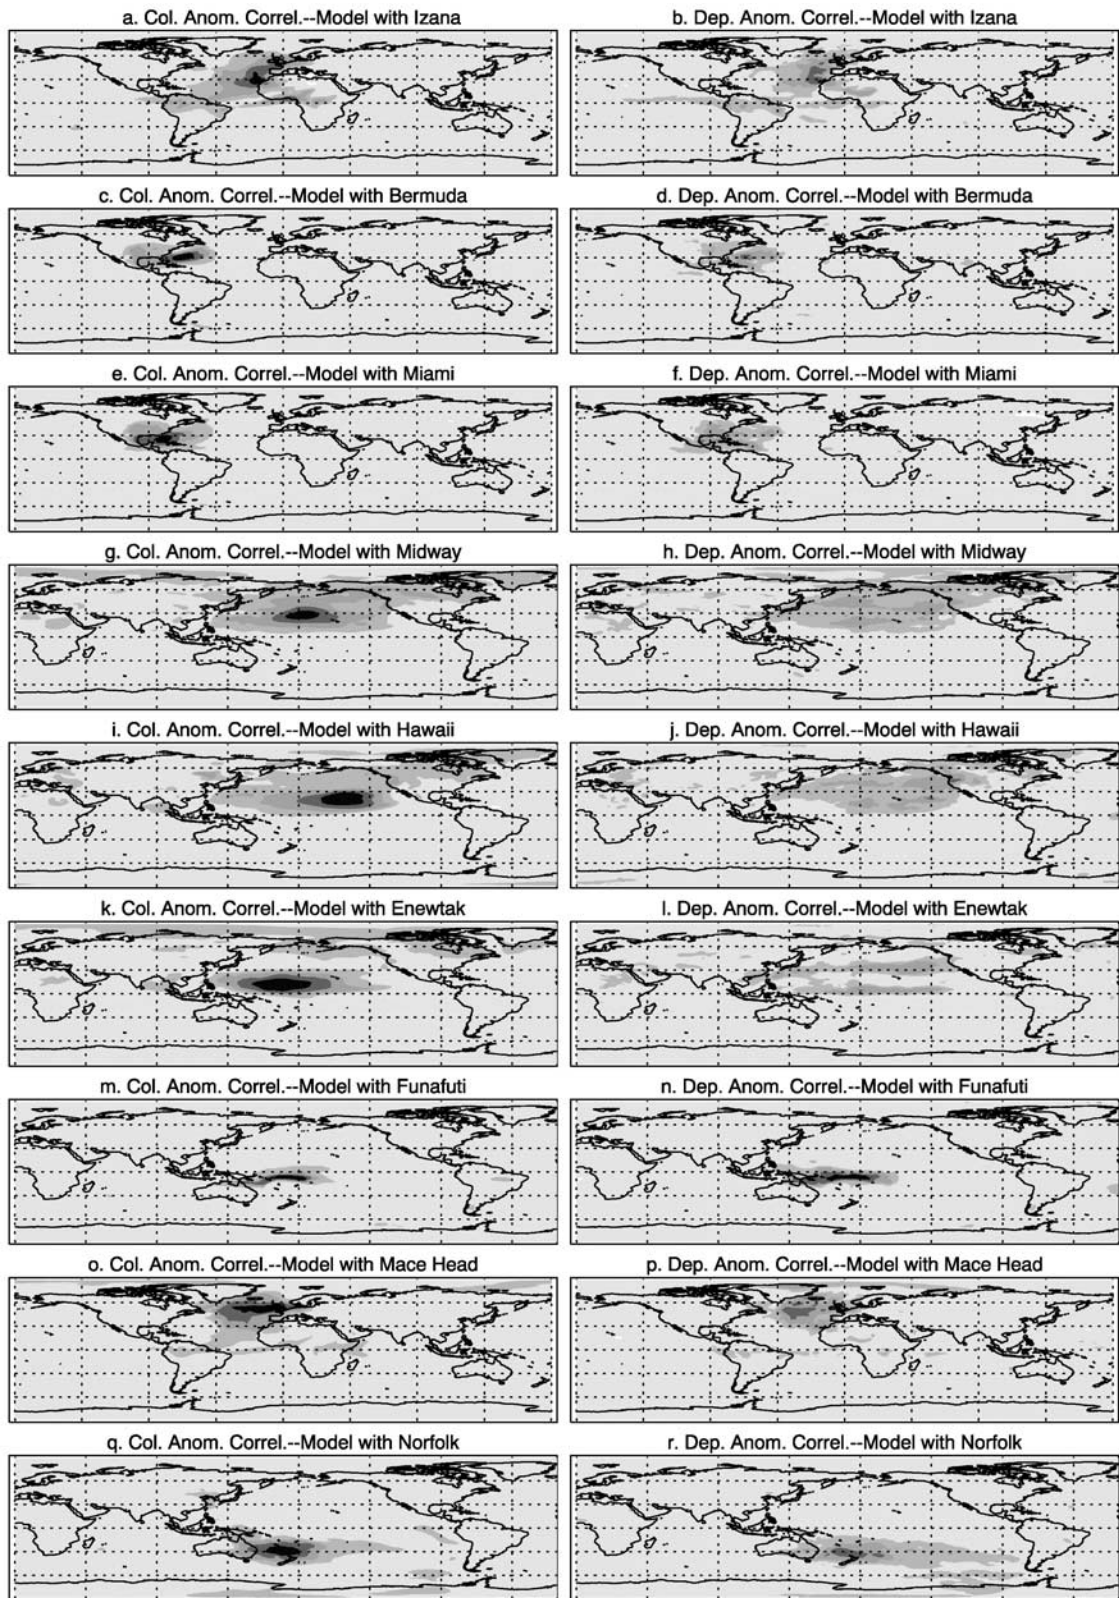 a. Col. Anom. Correl.--Model with Izana
b. Dep. Anom. Correl.--Model with Izana
c. Col. Anom. Correl.--Model with Bermuda
d. Dep. Anom. Correl.--Model with Bermuda
e. Col. Anom. Correl.--Model with Miami
f. Dep. Anom. Correl.--Model with Miami
g. Col. Anom. Correl.--Model with Midway
h. Dep. Anom. Correl.--Model with Midway
i. Col. Anom. Correl.--Model with Hawaii
j. Dep. Anom. Correl.--Model with Hawaii
k. Col. Anom. Correl.--Model with Enewtak
l. Dep. Anom. Correl.--Model with Enewtak
m. Col. Anom. Correl.--Model with Funafuti
n. Dep. Anom. Correl.--Model with Funafuti
o. Col. Anom. Correl.--Model with Mace Head
p. Dep. Anom. Correl.--Model with Mace Head
q. Col. Anom. Correl.--Model with Norfolk
r. Dep. Anom. Correl.--Model with Norfolk